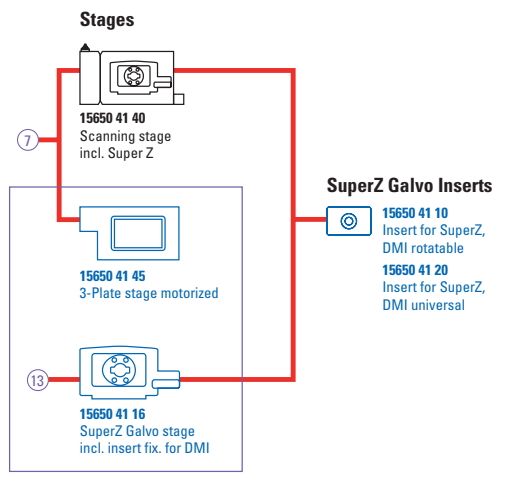 Stages
15650 41 40
Scanning stage
incl. Super Z
7
SuperZ Galvo Inserts
15650 41 10
Insert for SuperZ,
DMI rotatable
15650 41 20
Insert for SuperZ,
DMI universal
15650 41 45
3-Plate stage motorized
13
15650 41 16
SuperZ Galvo stage
incl. insert fix. for DMI